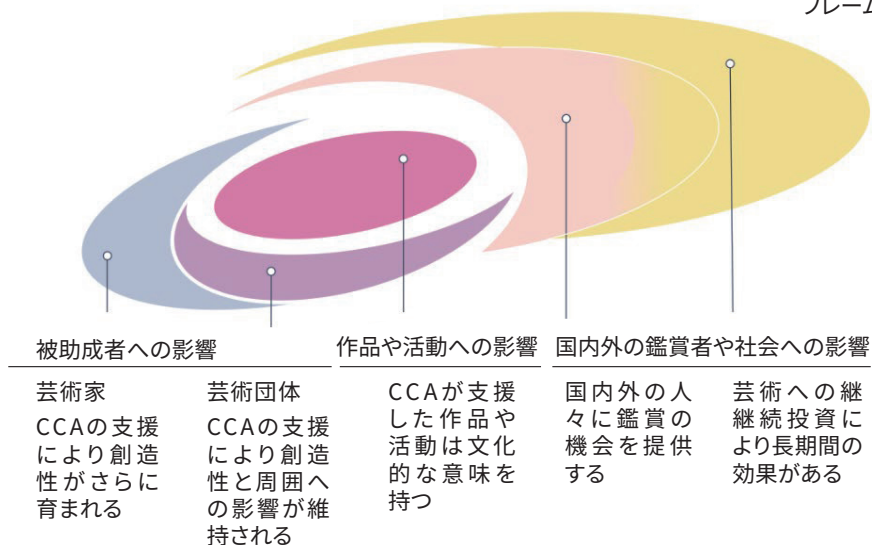 フレーム
被助成者への影響
作品や活動への影響
国内外の鑑賞者や社会への影響
芸術家
CCAの支援
により創造
性がさらに
育まれる
芸術団体
CCAの支援
により創造
性と周囲へ
の影響が維
持される
CCAが支援
した作品や
活動は文化
的な意味を
持つ
国内外の人
々に鑑賞の
機会を提供
する
芸術への継
継続投資に
より長期間の
効果がある